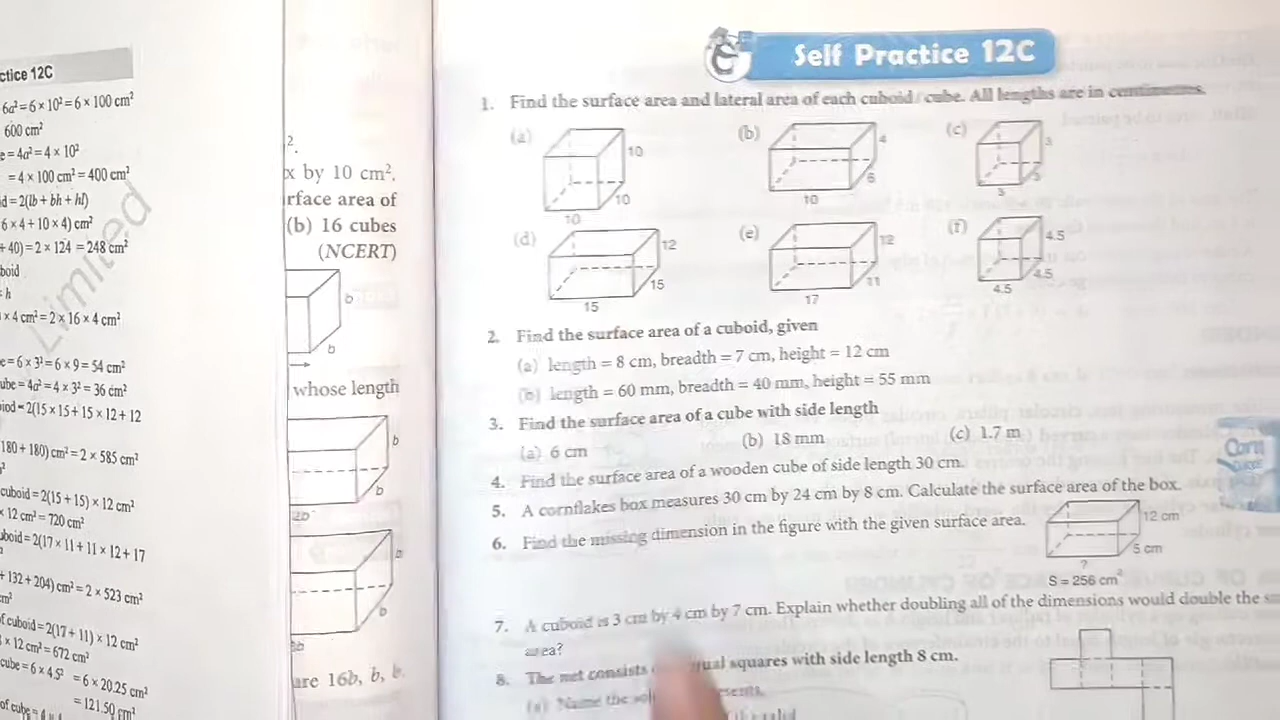 ctice 12C
6a² = 6 × 10² = 6 × 100 cm²
600 cm²
e = 4a² = 4 × 10²
= 4 × 100 cm² = 400 cm²
d = 2(lb + bh + hl)
6 × 4 + 10 × 4) cm²
+ 40) = 2 × 124 = 248 cm²
boid
= h
× 4 cm² = 2 × 16 × 4 cm²
e = 6 × 3² = 6 × 9 = 54 cm²
ube = 4a² = 4 × 3² = 36 cm²
oiod = 2(15 × 15 + 15 × 12 + 12
180 + 180) cm² = 2 × 585 cm²
cuboid = 2(15 + 15) × 12 cm²
× 12 cm² = 720 cm²
uboid = 2(17 × 11 + 11 × 12 + 17
+ 132 + 204) cm² = 2 × 523 cm²
m²
of cuboid = 2(17 + 11) × 12 cm²
× 12 cm² = 672 cm²
cube = 6 × 4.5² = 6 × 20.25 cm²
= 121.50 cm²
Limited
2.
x by 10 cm².
rface area of
(b) 16 cubes
(NCERT)
b
b
whose length
b
b
2b
b
b
3b
are 16b, b, b.
Self Practice 12C
1. Find the surface area and lateral area of each cuboid/cube. All lengths are in centimetres.
(a) 10 10 10
(b) 4 6 10
(c) 3 3 3
(d) 12 15 15
(e) 12 11 17
(f) 4.5 4.5 4.5
2. Find the surface area of a cuboid, given
(a) length = 8 cm, breadth = 7 cm, height = 12 cm
(b) length = 60 mm, breadth = 40 mm, height = 55 mm
3. Find the surface area of a cube with side length
(a) 6 cm (b) 18 mm (c) 1.7 m
4. Find the surface area of a wooden cube of side length 30 cm.
5. A cornflakes box measures 30 cm by 24 cm by 8 cm. Calculate the surface area of the box.
6. Find the missing dimension in the figure with the given surface area.
12 cm
5 cm
?
S = 256 cm²
7. A cuboid is 3 cm by 4 cm by 7 cm. Explain whether doubling all of the dimensions would double the
area?
8. The net consists squares with side length 8 cm.
(a) Name the